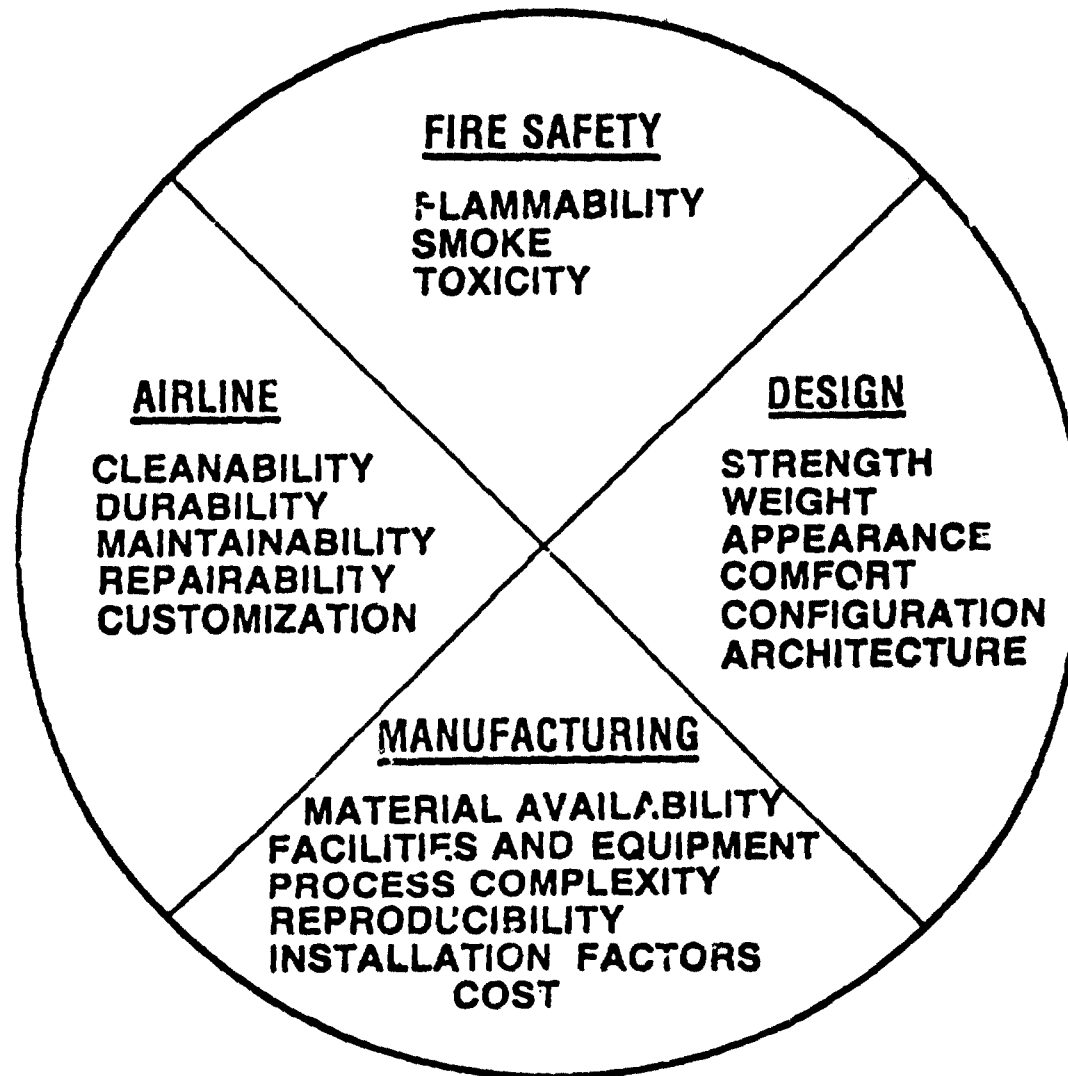 FIRE SAFETY
FLAMMABILITY
SMOKE
TOXICITY
AIRLINE
CLEANABILITY
DURABILITY
MAINTAINABILITY
REPAIRABILITY
CUSTOMIZATION
DESIGN
STRENGTH
WEIGHT
APPEARANCE
COMFORT
CONFIGURATION
ARCHITECTURE
MANUFACTURING
MATERIAL AVAILABILITY
FACILITIES AND EQUIPMENT
PROCESS COMPLEXITY
REPRODUCIBILITY
INSTALLATION FACTORS
COST